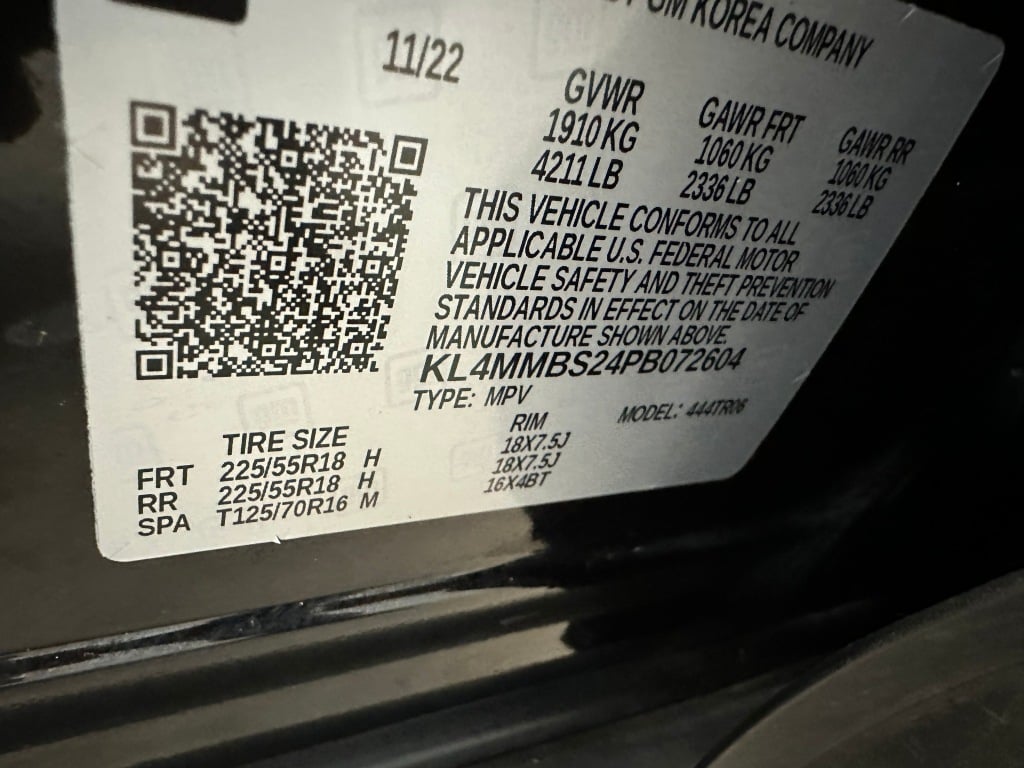 GM KOREA COMPANY
11/22
GVWR GAWR FRT GAWR RR
1910 KG 1060 KG 1060 KG
4211 LB 2336 LB 2336 LB
THIS VEHICLE CONFORMS TO ALL
APPLICABLE U.S. FEDERAL MOTOR
VEHICLE SAFETY AND THEFT PREVENTION
STANDARDS IN EFFECT ON THE DATE OF
MANUFACTURE SHOWN ABOVE.
KL4MMBS24PB072604
TYPE: MPV MODEL: 444TR06
TIRE SIZE RIM
FRT 225/55R18 H 18X7.5J
RR 225/55R18 H 18X7.5J
SPA T125/70R16 M 16X4BT